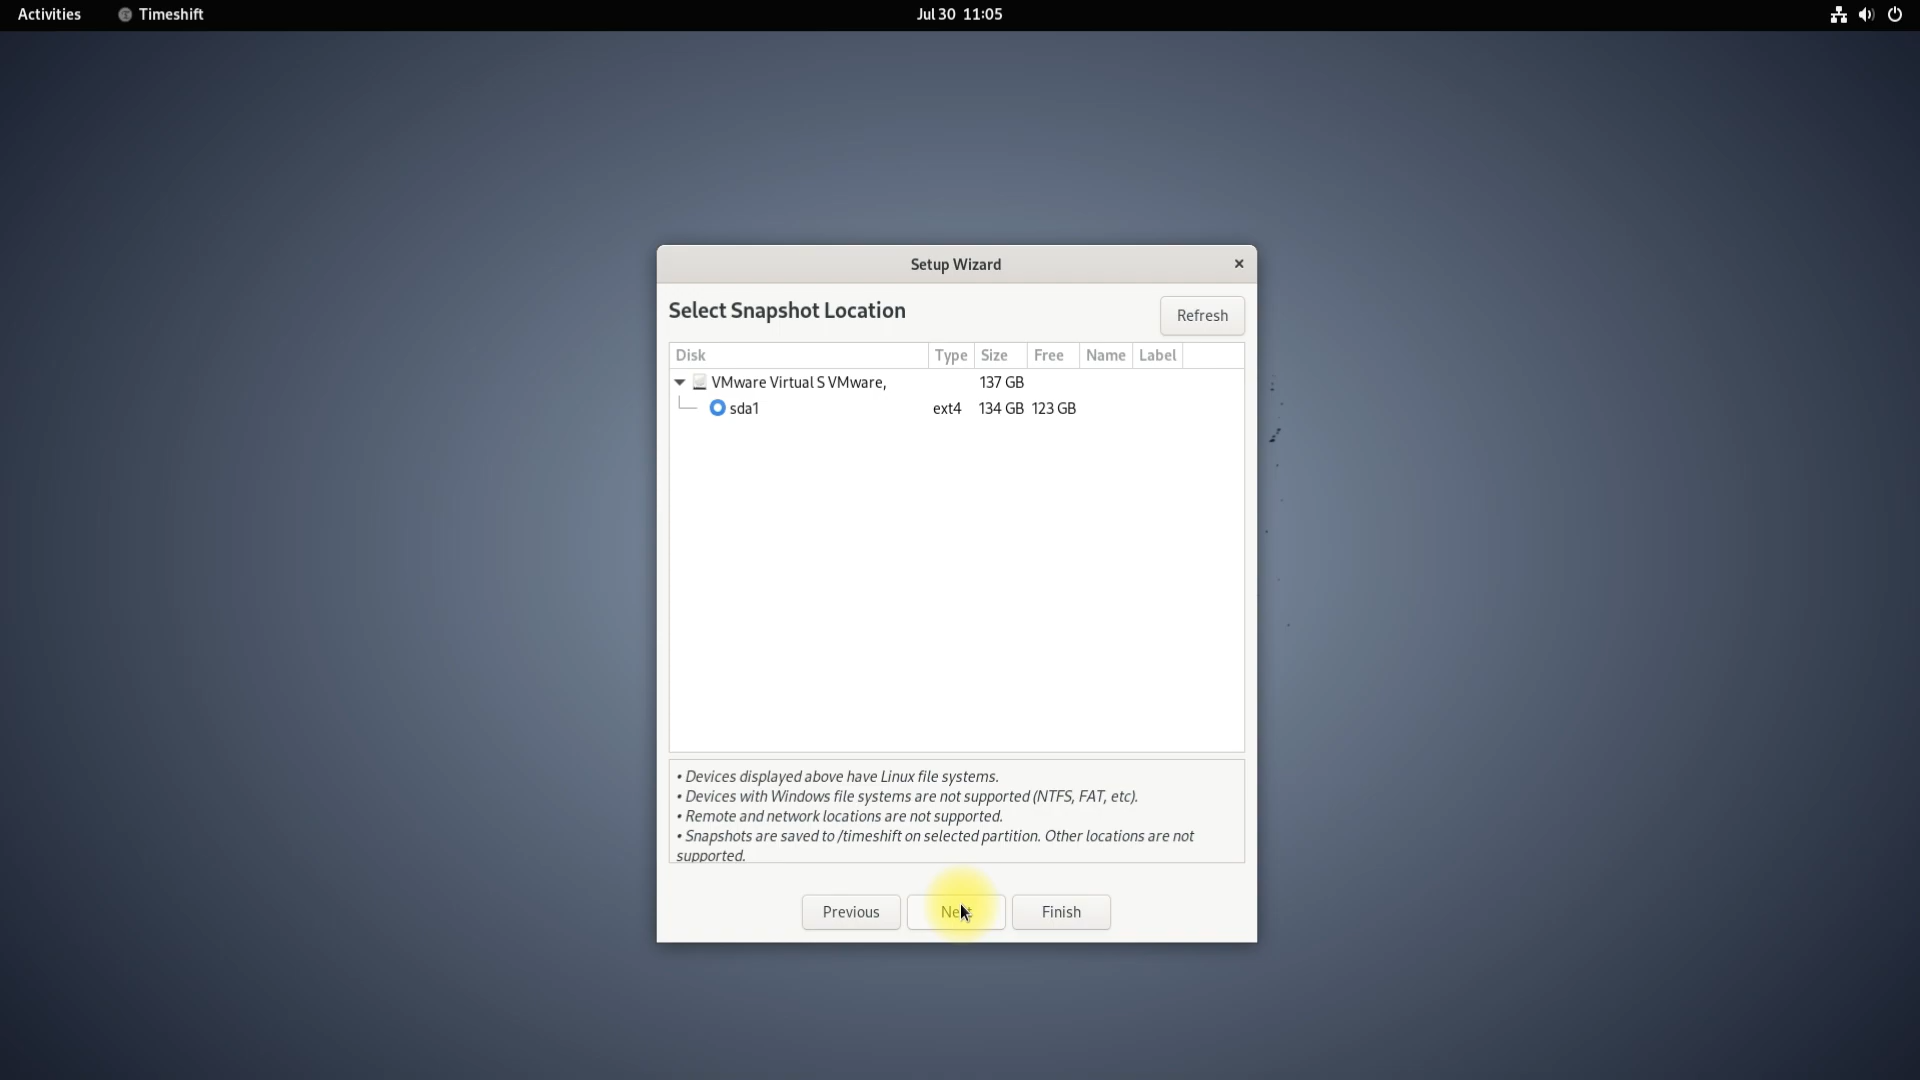 Activities Timeshift Jul 30 11:05
Setup Wizard
Select Snapshot Location
Refresh
Disk Type Size Free Name Label
VMware Virtual S VMware, 137 GB
sda1 ext4 134 GB 123 GB
• Devices displayed above have Linux file systems.
• Devices with Windows file systems are not supported (NTFS, FAT, etc).
• Remote and network locations are not supported.
• Snapshots are saved to /timeshift on selected partition. Other locations are not
supported.
Previous Next Finish